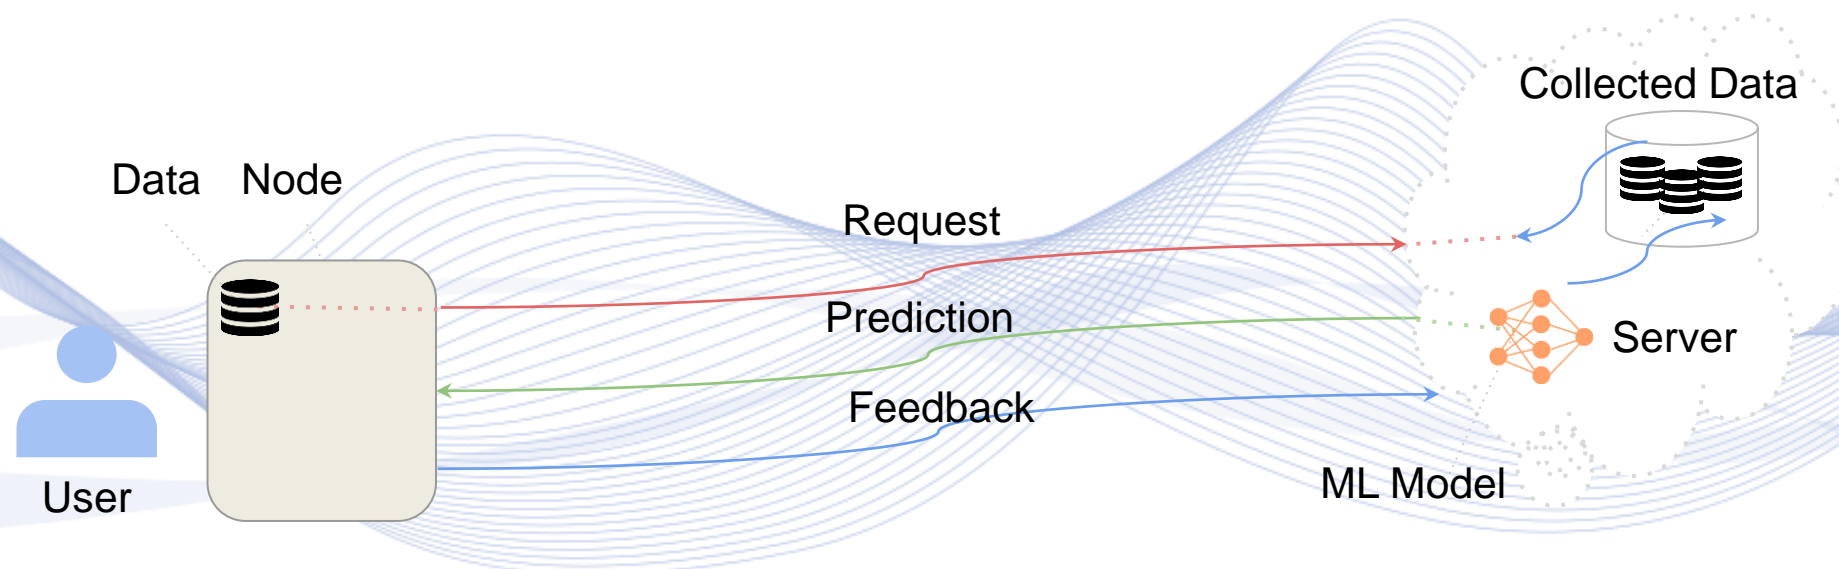 Collected Data
Data
Node
Request
Prediction
Server
Feedback
ML Model
User